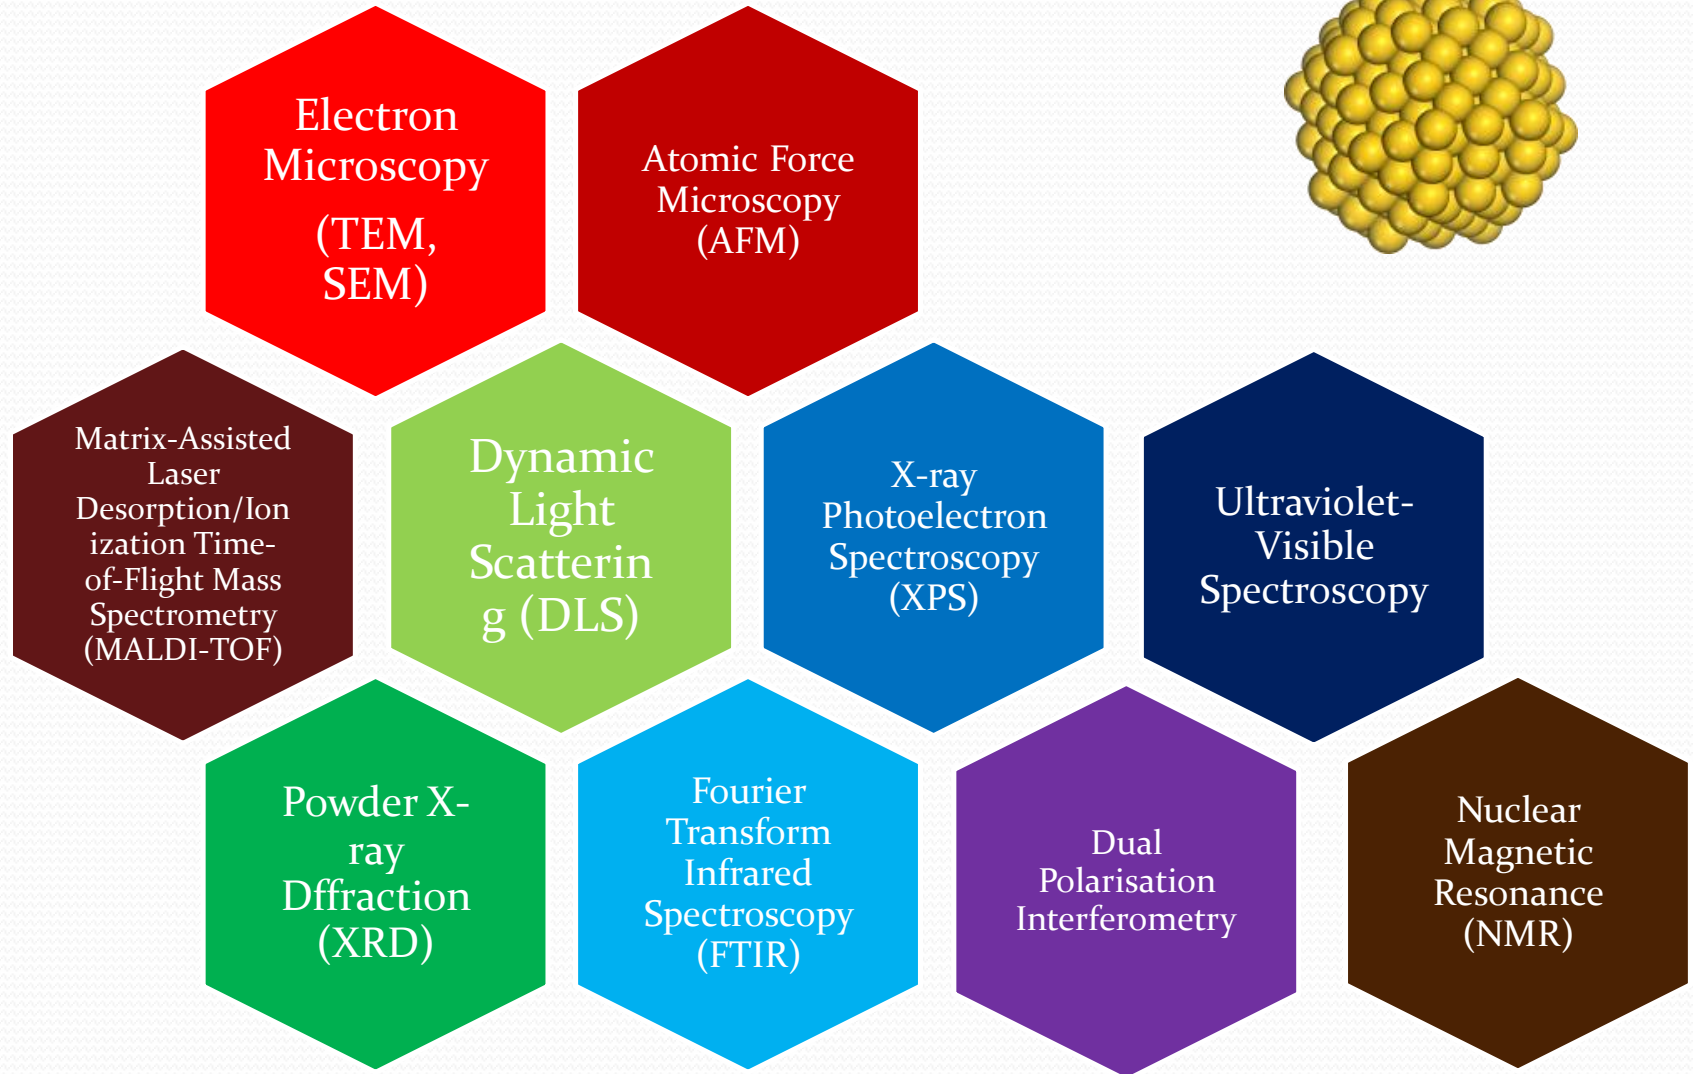 Electron
Microscopy
(TEM,
SEM)
Atomic Force
Microscopy
(AFM)
Matrix-Assisted
Laser
Desorption/Ion
ization Time-
of-Flight Mass
Spectrometry
(MALDI-TOF)
Dynamic
Light
Scatterin
g (DLS)
X-ray
Photoelectron
Spectroscopy
(XPS)
Ultraviolet-
Visible
Spectroscopy
Powder X-
ray
Dffraction
(XRD)
Fourier
Transform
Infrared
Spectroscopy
(FTIR)
Dual
Polarisation
Interferometry
Nuclear
Magnetic
Resonance
(NMR)